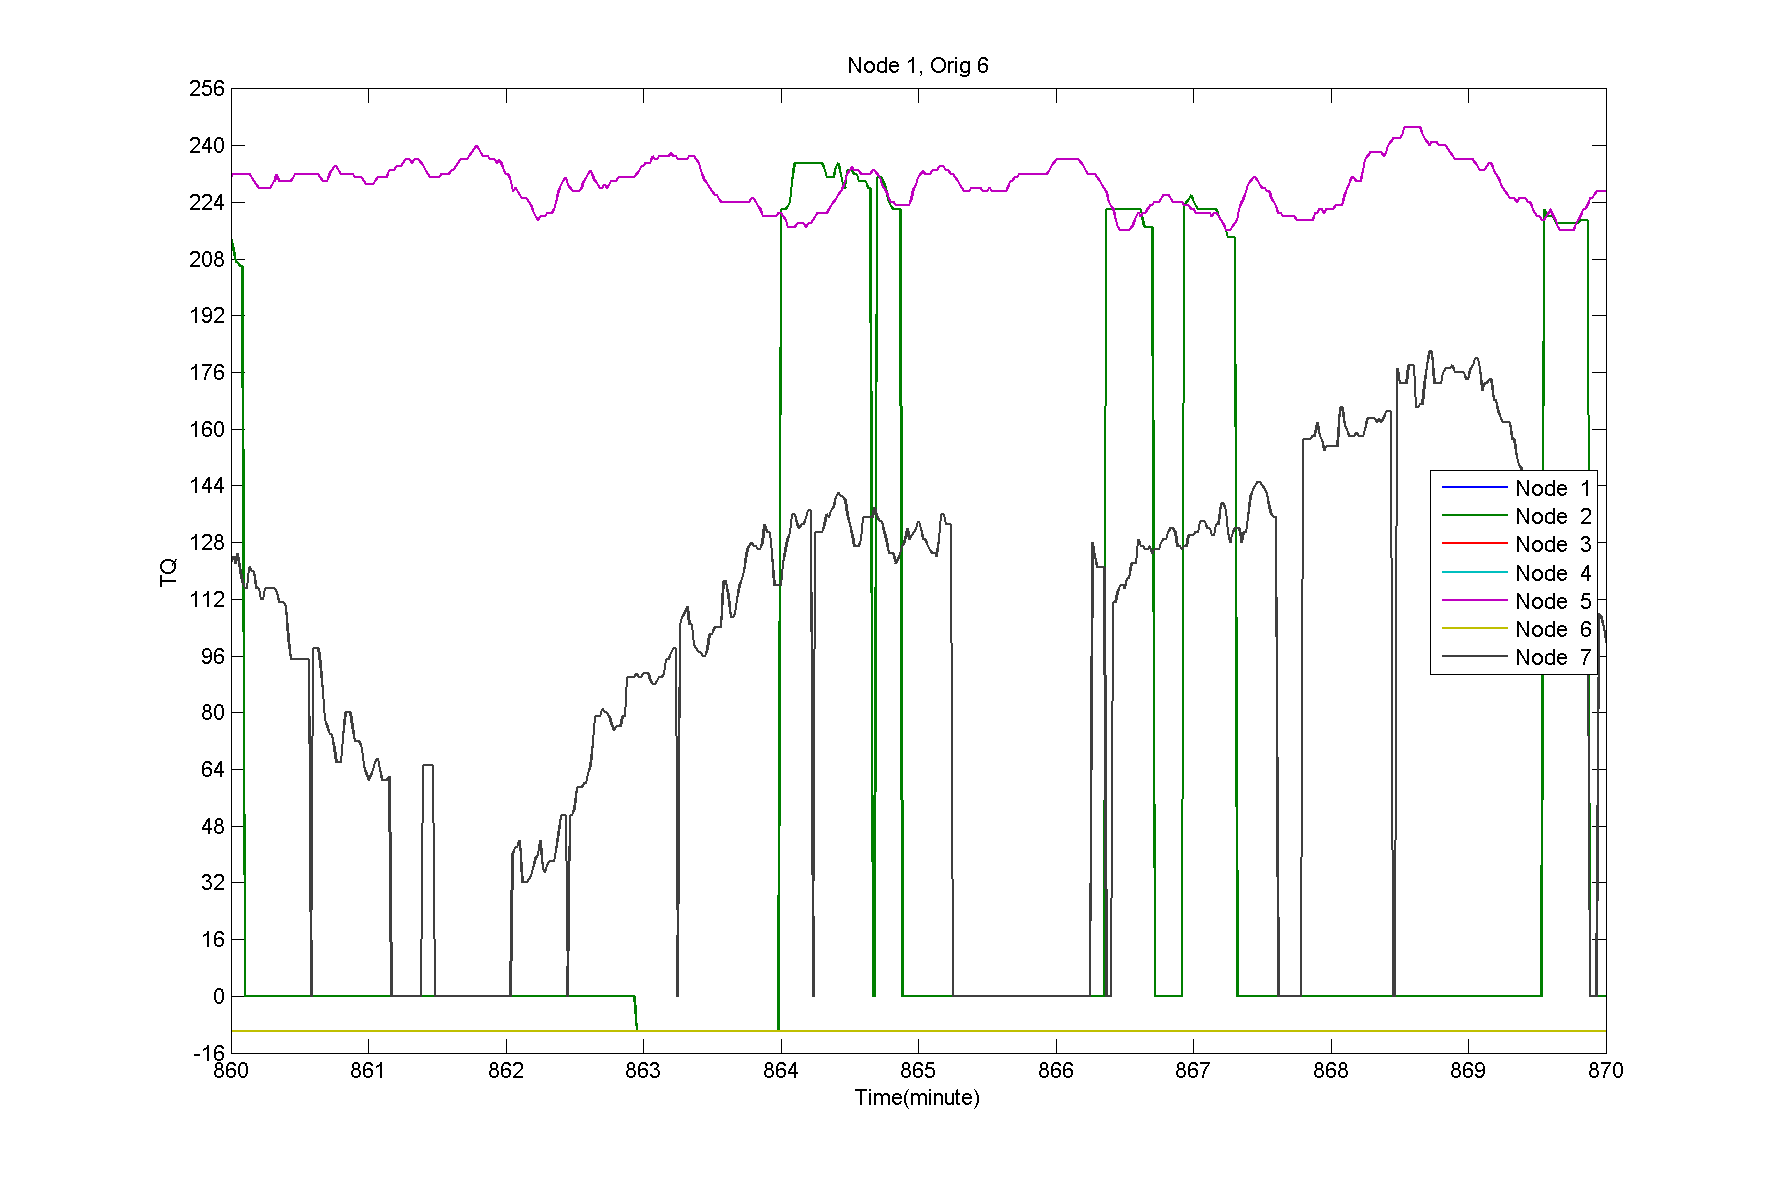 Node 1, Orig 6
256
240
224
208
192
176
160
144
128
112
96
80
64
48
32
16
0
-16
TQ
860 861 862 863 864 865 866 867 868 869 870
Time(minute)
Node 1
Node 2
Node 3
Node 4
Node 5
Node 6
Node 7